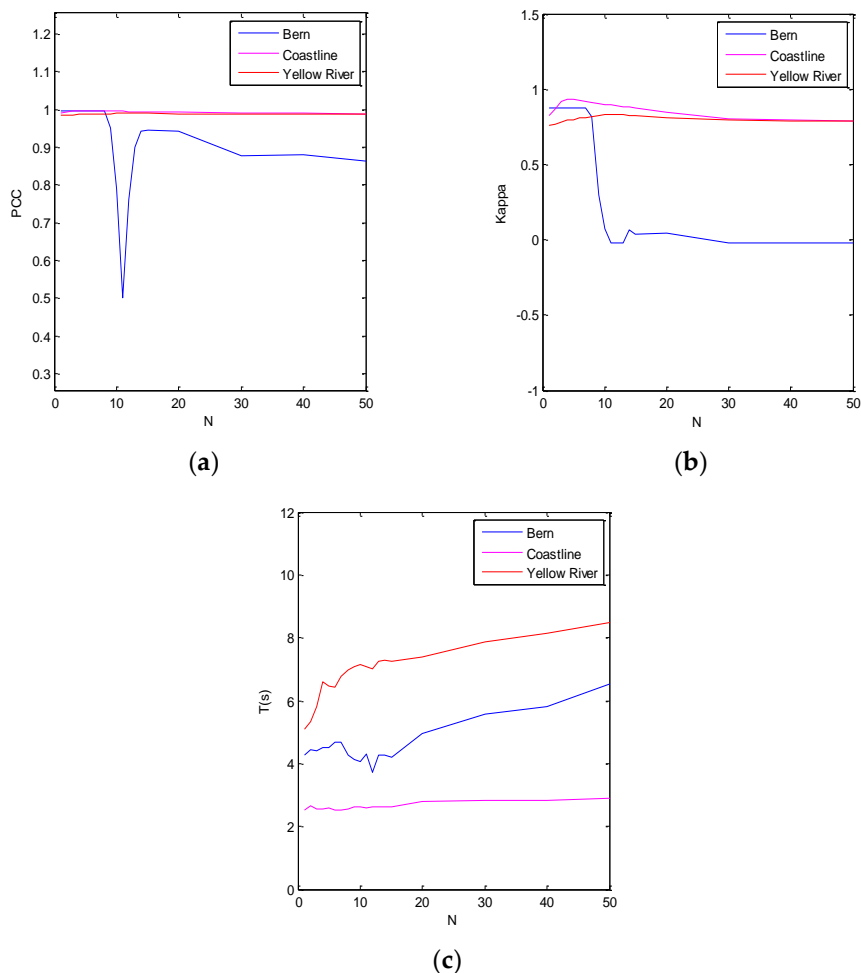 1.2
1.1
1
0.9
0.8
0.7
0.6
0.5
0.4
0.3
PCC
0
10
20
30
40
50
N
Bern
Coastline
Yellow River
(a)
1.5
1
0.5
0
-0.5
-1
Kappa
0
10
20
30
40
50
N
Bern
Coastline
Yellow River
(b)
12
10
8
6
4
2
0
T(s)
0
10
20
30
40
50
N
Bern
Coastline
Yellow River
(c)